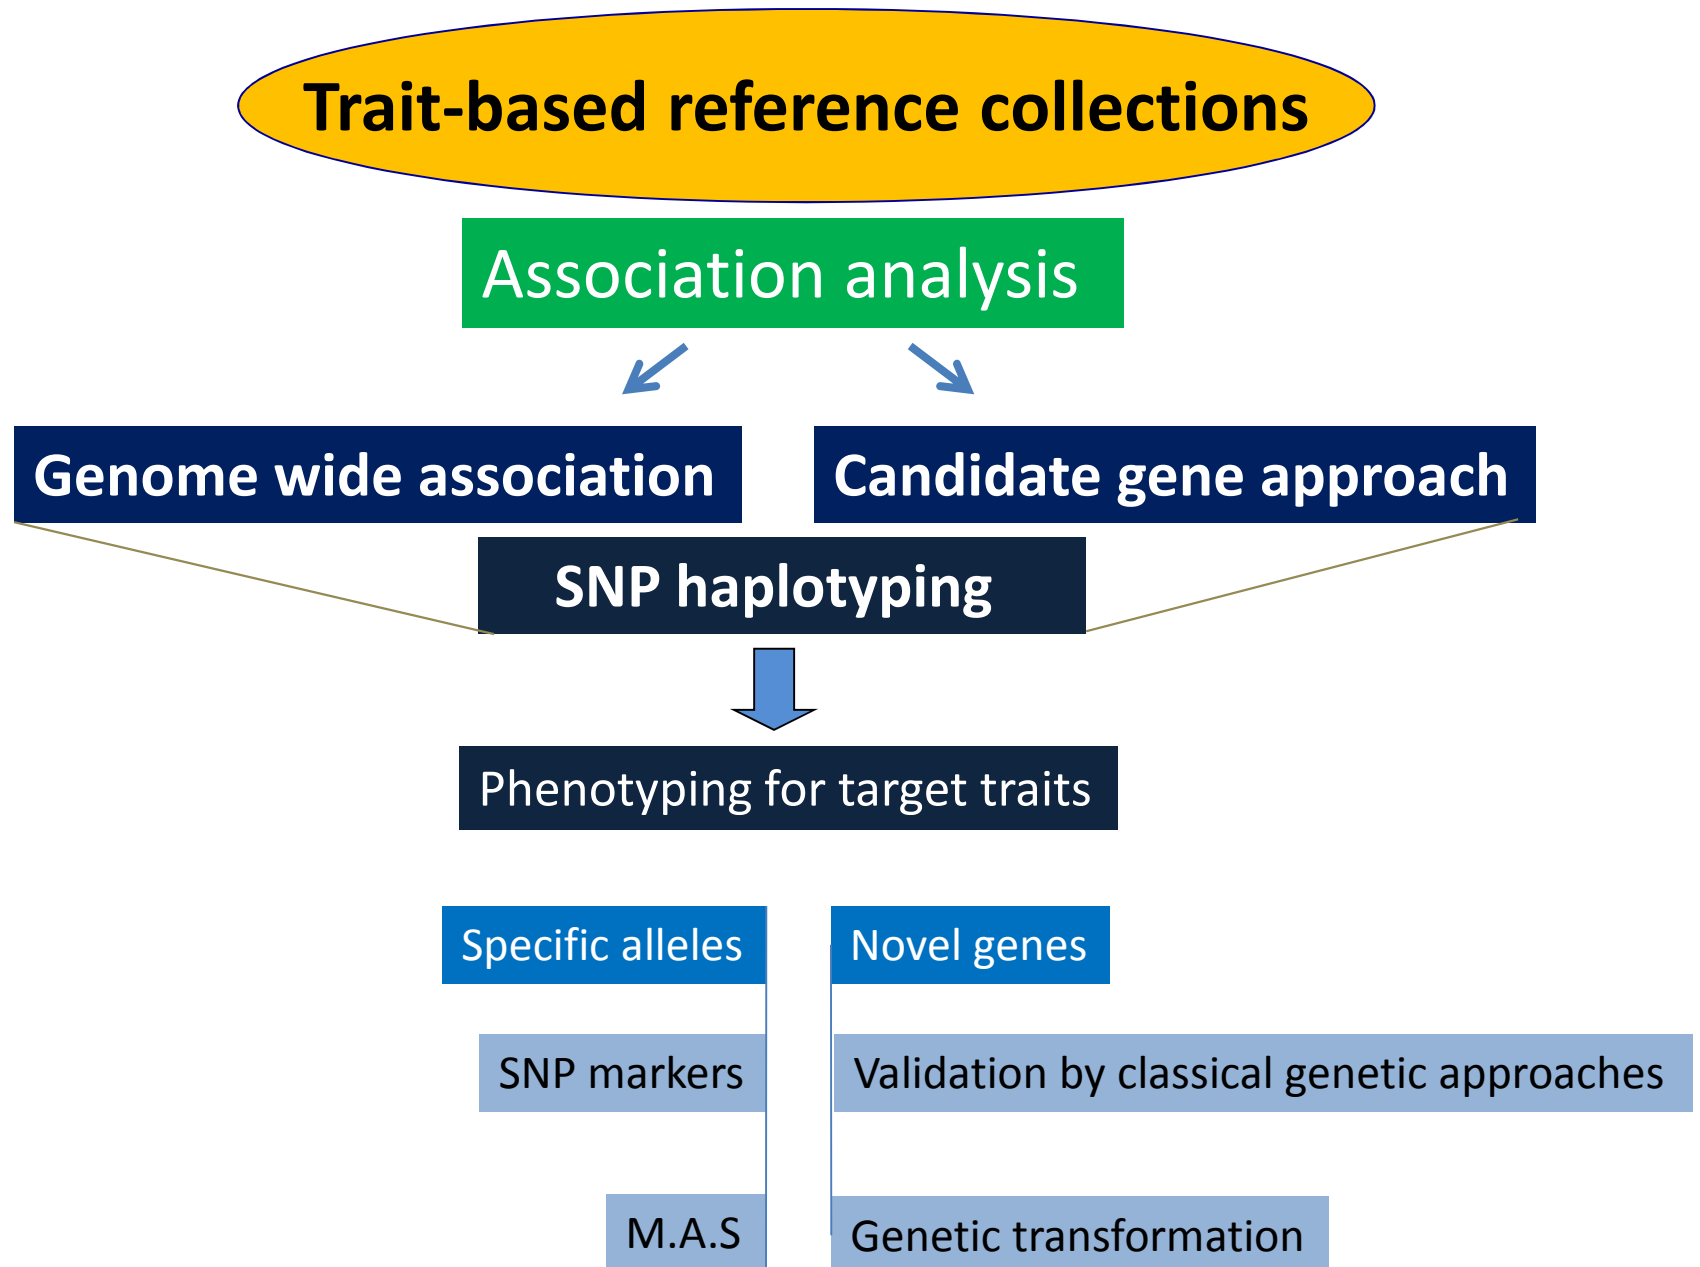 Trait-based reference collections
Association analysis
Genome wide association
Candidate gene approach
SNP haplotyping
Phenotyping for target traits
Specific alleles
Novel genes
SNP markers
Validation by classical genetic approaches
M.A.S
Genetic transformation